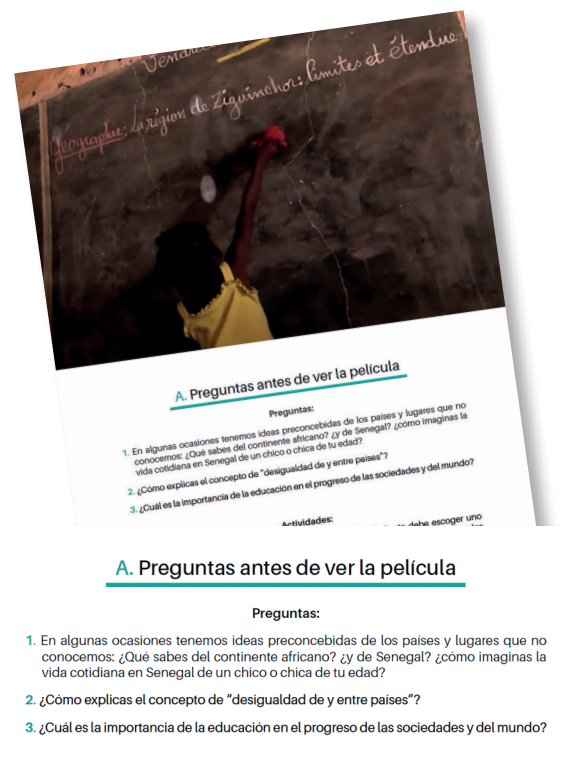 Vendre
Geographie: La région de Ziguinchor: limites et étendue
A. Preguntas antes de ver la película
Preguntas:
1. En algunas ocasiones tenemos ideas preconcebidas de los países y lugares que no
conocemos: ¿Qué sabes del continente africano? ¿y de Senegal? ¿cómo imaginas la
vida cotidiana en Senegal de un chico o chica de tu edad?
2. ¿Cómo explicas el concepto de “desigualdad de y entre países”?
3. ¿Cuál es la importancia de la educación en el progreso de las sociedades y del mundo?
Actividades:
debe escoger uno
A. Preguntas antes de ver la película
Preguntas:
1. En algunas ocasiones tenemos ideas preconcebidas de los países y lugares que no
conocemos: ¿Qué sabes del continente africano? ¿y de Senegal? ¿cómo imaginas la
vida cotidiana en Senegal de un chico o chica de tu edad?
2. ¿Cómo explicas el concepto de “desigualdad de y entre países”?
3. ¿Cuál es la importancia de la educación en el progreso de las sociedades y del mundo?